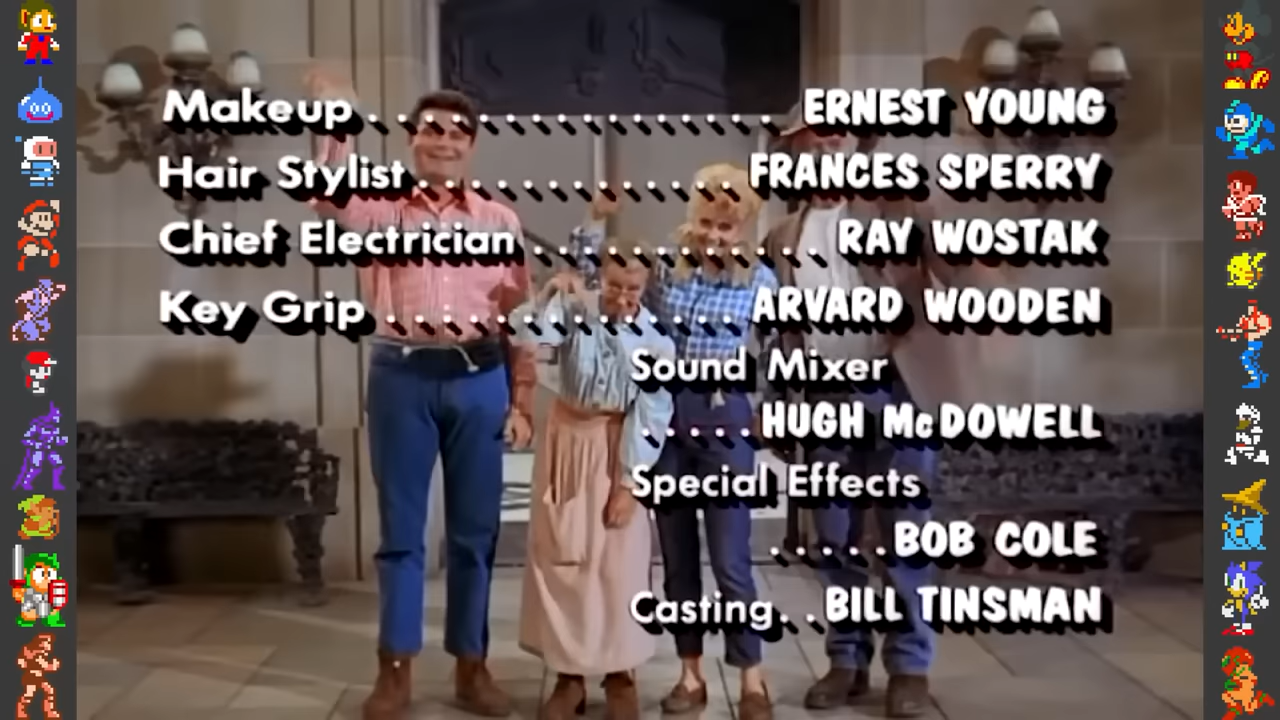 Makeup................ ERNEST YOUNG
Hair Stylist............. FRANCES SPERRY
Chief Electrician ........... RAY WOSTAK
Key Grip ............. ARVARD WOODEN
Sound Mixer
.....HUGH McDOWELL
Special Effects
.....BOB COLE
Casting..BILL TINSMAN